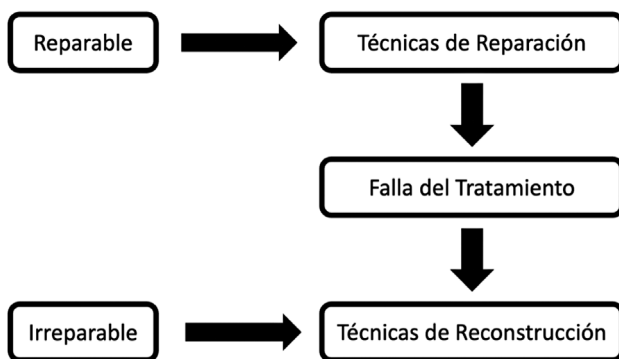 Reparable
Técnicas de Reparación
Falla del Tratamiento
Irreparable
Técnicas de Reconstrucción